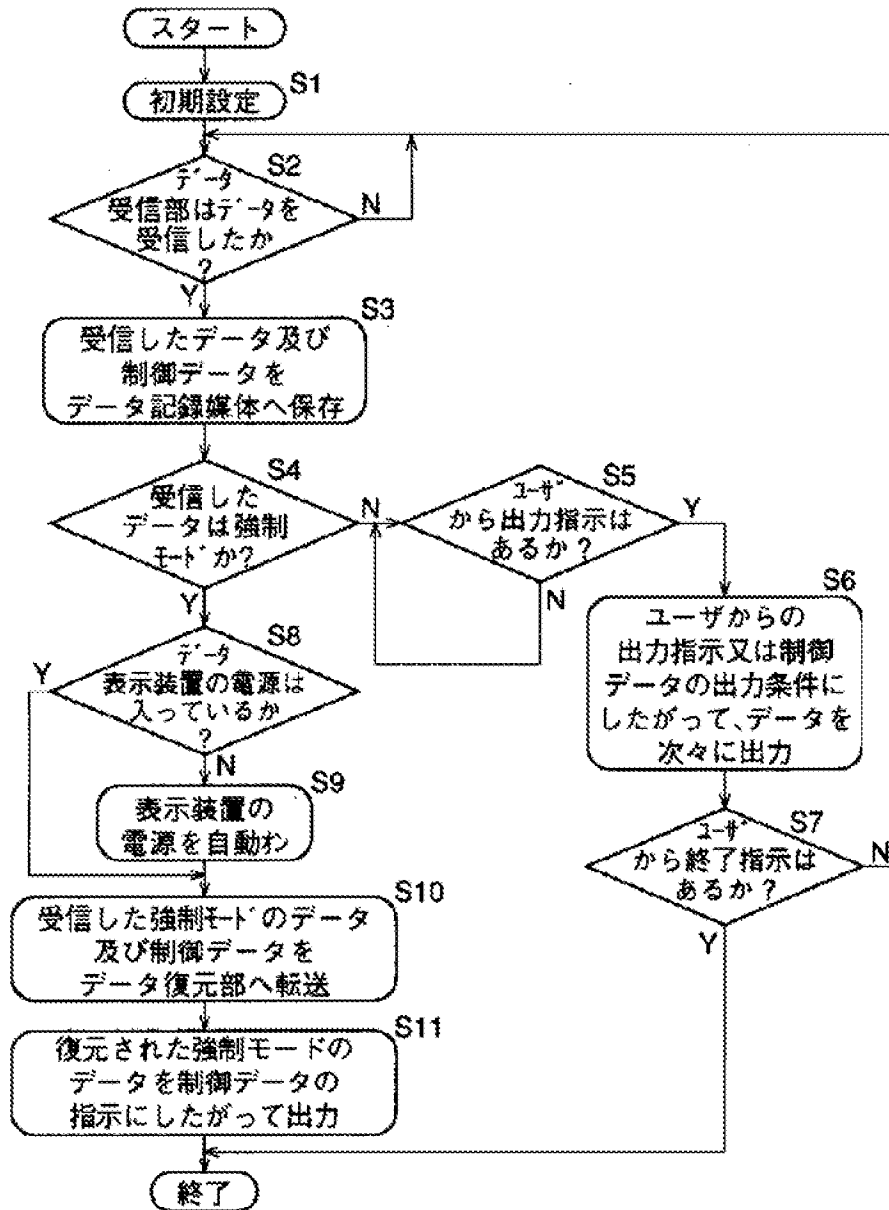 スタート
初期設定
S1
S2
データ
受信部はデータを
受信したか
?
N
Y
S3
受信したデータ及び
制御データを
データ記録媒体へ保存
S4
受信した
データは強制
モードか?
N
Y
S5
ユーザ
から出力指示は
あるか?
Y
N
S6
ユーザからの
出力指示又は制御
データの出力条件に
したがって、データを
次々に出力
S7
ユーザ
から終了指示は
あるか?
N
Y
S8
データ
表示装置の電源は
入っているか
?
Y
N
S9
表示装置の
電源を自動オン
S10
受信した強制モードのデータ
及び制御データを
データ復元部へ転送
S11
復元された強制モードの
データを制御データの
指示にしたがって出力
終了